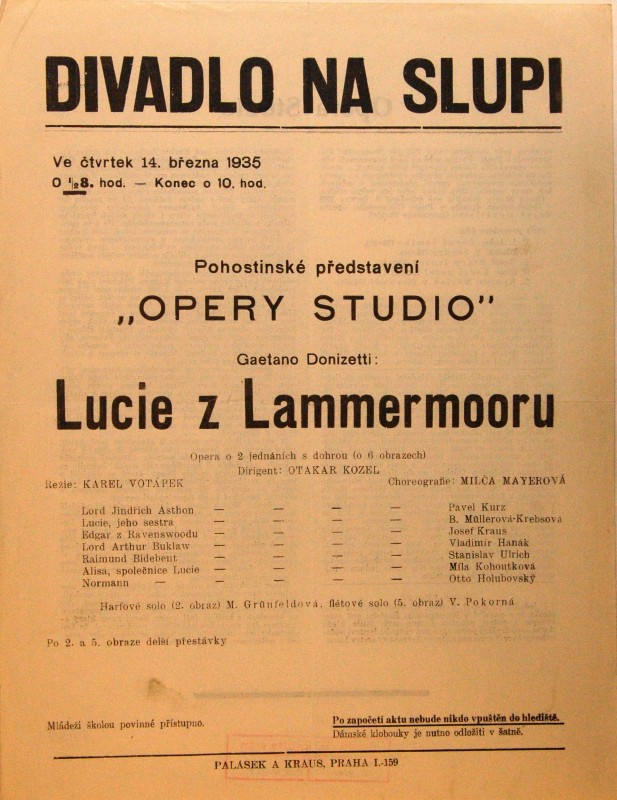 DIVADLO NA SLUPI
Ve čtvrtek 14. března 1935
O ½8. hod. — Konec o 10. hod.
Pohostinské představení
„OPERY STUDIO"
Gaetano Donizetti:
Lucie z Lammermooru
Opera o 2 jednáních s dohrou (o 6 obrazech)
Dirigent: OTAKAR KOZEL
Režie: KAREL VOTÁPEK Choreografie: MILČA MAYEROVÁ
Lord Jindřich Asthon — — — — Pavel Kurz
Lucie, jeho sestra — — — — B. Müllerová-Krebsová
Edgar z Ravenswoodu — — — — Josef Kraus
Lord Arthur Buklaw — — — — Vladimír Hanák
Raimund Bidebent — — — — Stanislav Ulrich
Alisa, společnice Lucie — — — — Míla Kohoutková
Normann — — — — — Otto Holubovský
Harfové solo (2. obraz) M. Grünfeldová, flétové solo (5. obraz) V. Pokorná
Po 2. a 5. obraze delší přestávky
Mládeži školou povinné přístupno.
Po započetí aktu nebude nikdo vpuštěn do hlediště.
Dámské klobouky je nutno odložiti v šatně.
PALASEK A KRAUS, PRAHA I.-159